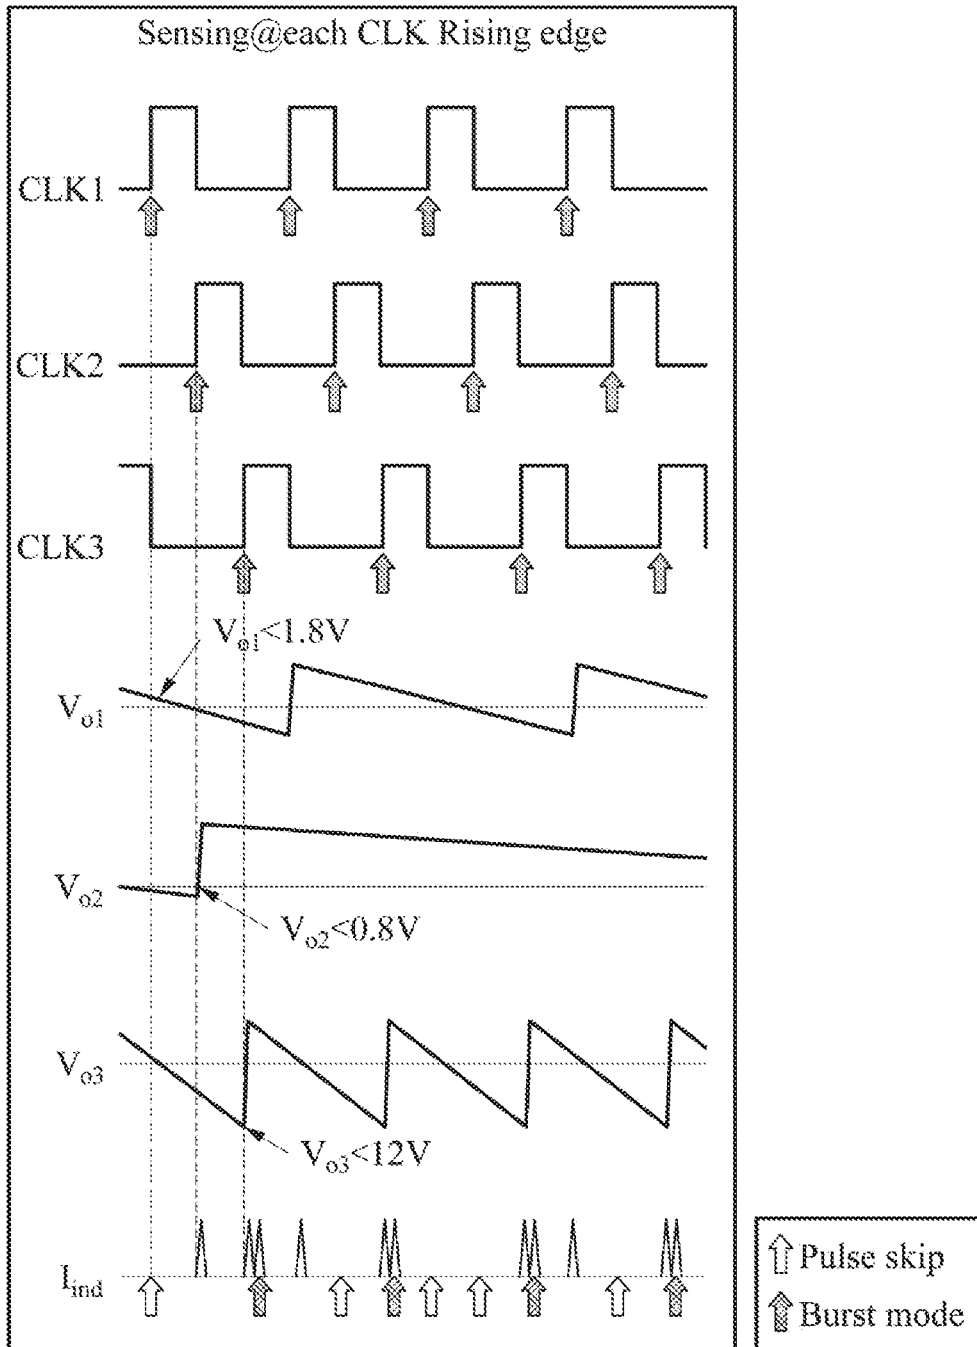 Sensing@each CLK Rising edge
CLK1
CLK2
CLK3
Vo1<1.8V
Vo1
Vo2
Vo2<0.8V
Vo3
Vo3<12V
Iind
Pulse skip
Burst mode